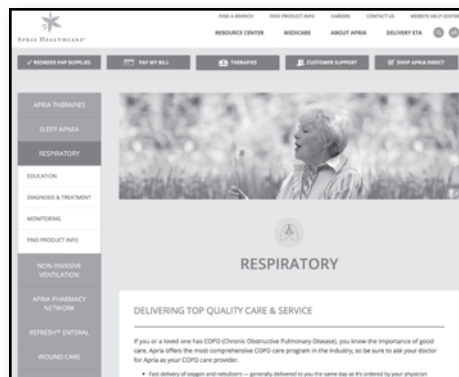 FIND A BRANCH FIND PRODUCT INFO CAREERS CONTACT US WEBSITE HELP CENTER
APRIA HEALTHCARE®
RESOURCE CENTER MEDICARE ABOUT APRIA DELIVERY ETA
✓ REORDER PAP SUPPLIES PAY MY BILL THERAPIES CUSTOMER SUPPORT SHOP APRIA DIRECT
APRIA THERAPIES
SLEEP APNEA
RESPIRATORY
EDUCATION
DIAGNOSIS & TREATMENT
MONITORING
FIND PRODUCT INFO
NON-INVASIVE
VENTILATION
APRIA PHARMACY
NETWORK
REFRESH™ ENTERAL
WOUND CARE
RESPIRATORY
DELIVERING TOP QUALITY CARE & SERVICE
If you or a loved one has COPD (Chronic Obstructive Pulmonary Disease), you know the importance of good
care. Apria offers the most comprehensive COPD care program in the industry, so be sure to ask your doctor
for Apria as your COPD care provider.
• Fast delivery of oxygen and nebulizers — generally delivered to you the same day as it's ordered by your physician